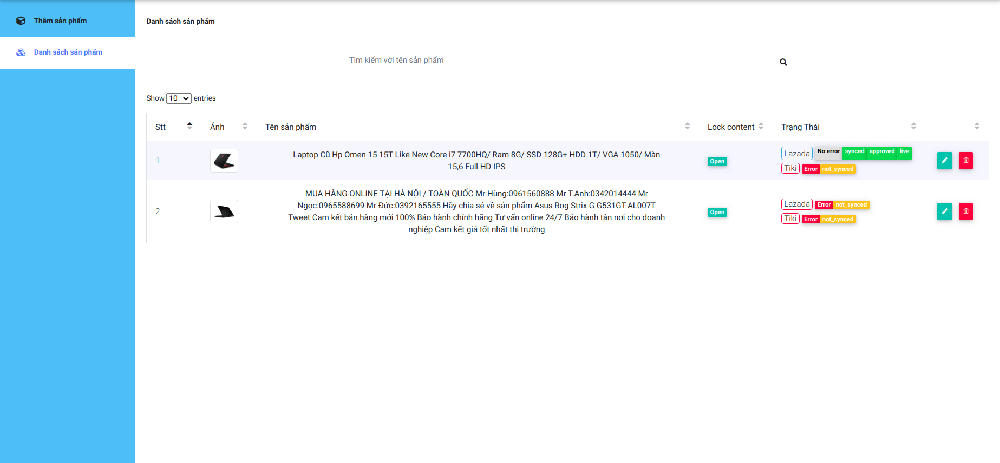 Thêm sản phẩm
Danh sách sản phẩm
Danh sách sản phẩm
Tìm kiếm với tên sản phẩm
Show 10 entries
Stt Ảnh Tên sản phẩm Lock content Trạng Thái
1
Laptop Cũ Hp Omen 15 15T Like New Core i7 7700HQ/ Ram 8G/ SSD 128G+ HDD 1T/ VGA 1050/ Màn
15,6 Full HD IPS
Open
Lazada No error synced approved live
Tiki Error not_synced
2
MUA HÀNG ONLINE TẠI HÀ NỘI / TOÀN QUỐC Mr Hùng:0961560888 Mr T.Anh:0342014444 Mr
Ngọc:0965588699 Mr Đức:0392165555 Hãy chia sẻ về sản phẩm Asus Rog Strix G G531GT-AL007T
Tweet Cam kết bán hàng mới 100% Bảo hành chính hãng Tư vấn online 24/7 Bảo hành tận nơi cho doanh
nghiệp Cam kết giá tốt nhất thị trường
Open
Lazada Error not_synced
Tiki Error not_synced